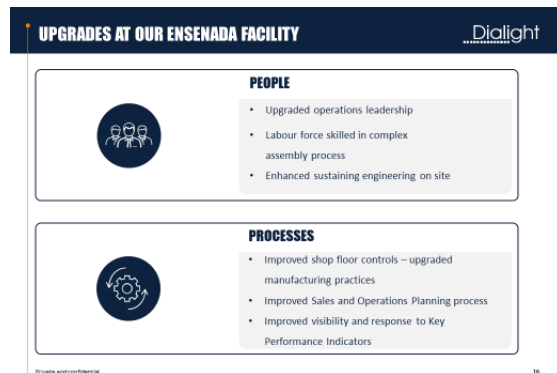 UPGRADES AT OUR ENSENADA FACILITY
Dialight
PEOPLE
• Upgraded operations leadership
• Labour force skilled in complex
assembly process
• Enhanced sustaining engineering on site
PROCESSES
• Improved shop floor controls – upgraded
manufacturing practices
• Improved Sales and Operations Planning process
• Improved visibility and response to Key
Performance Indicators
Private and confidential
16